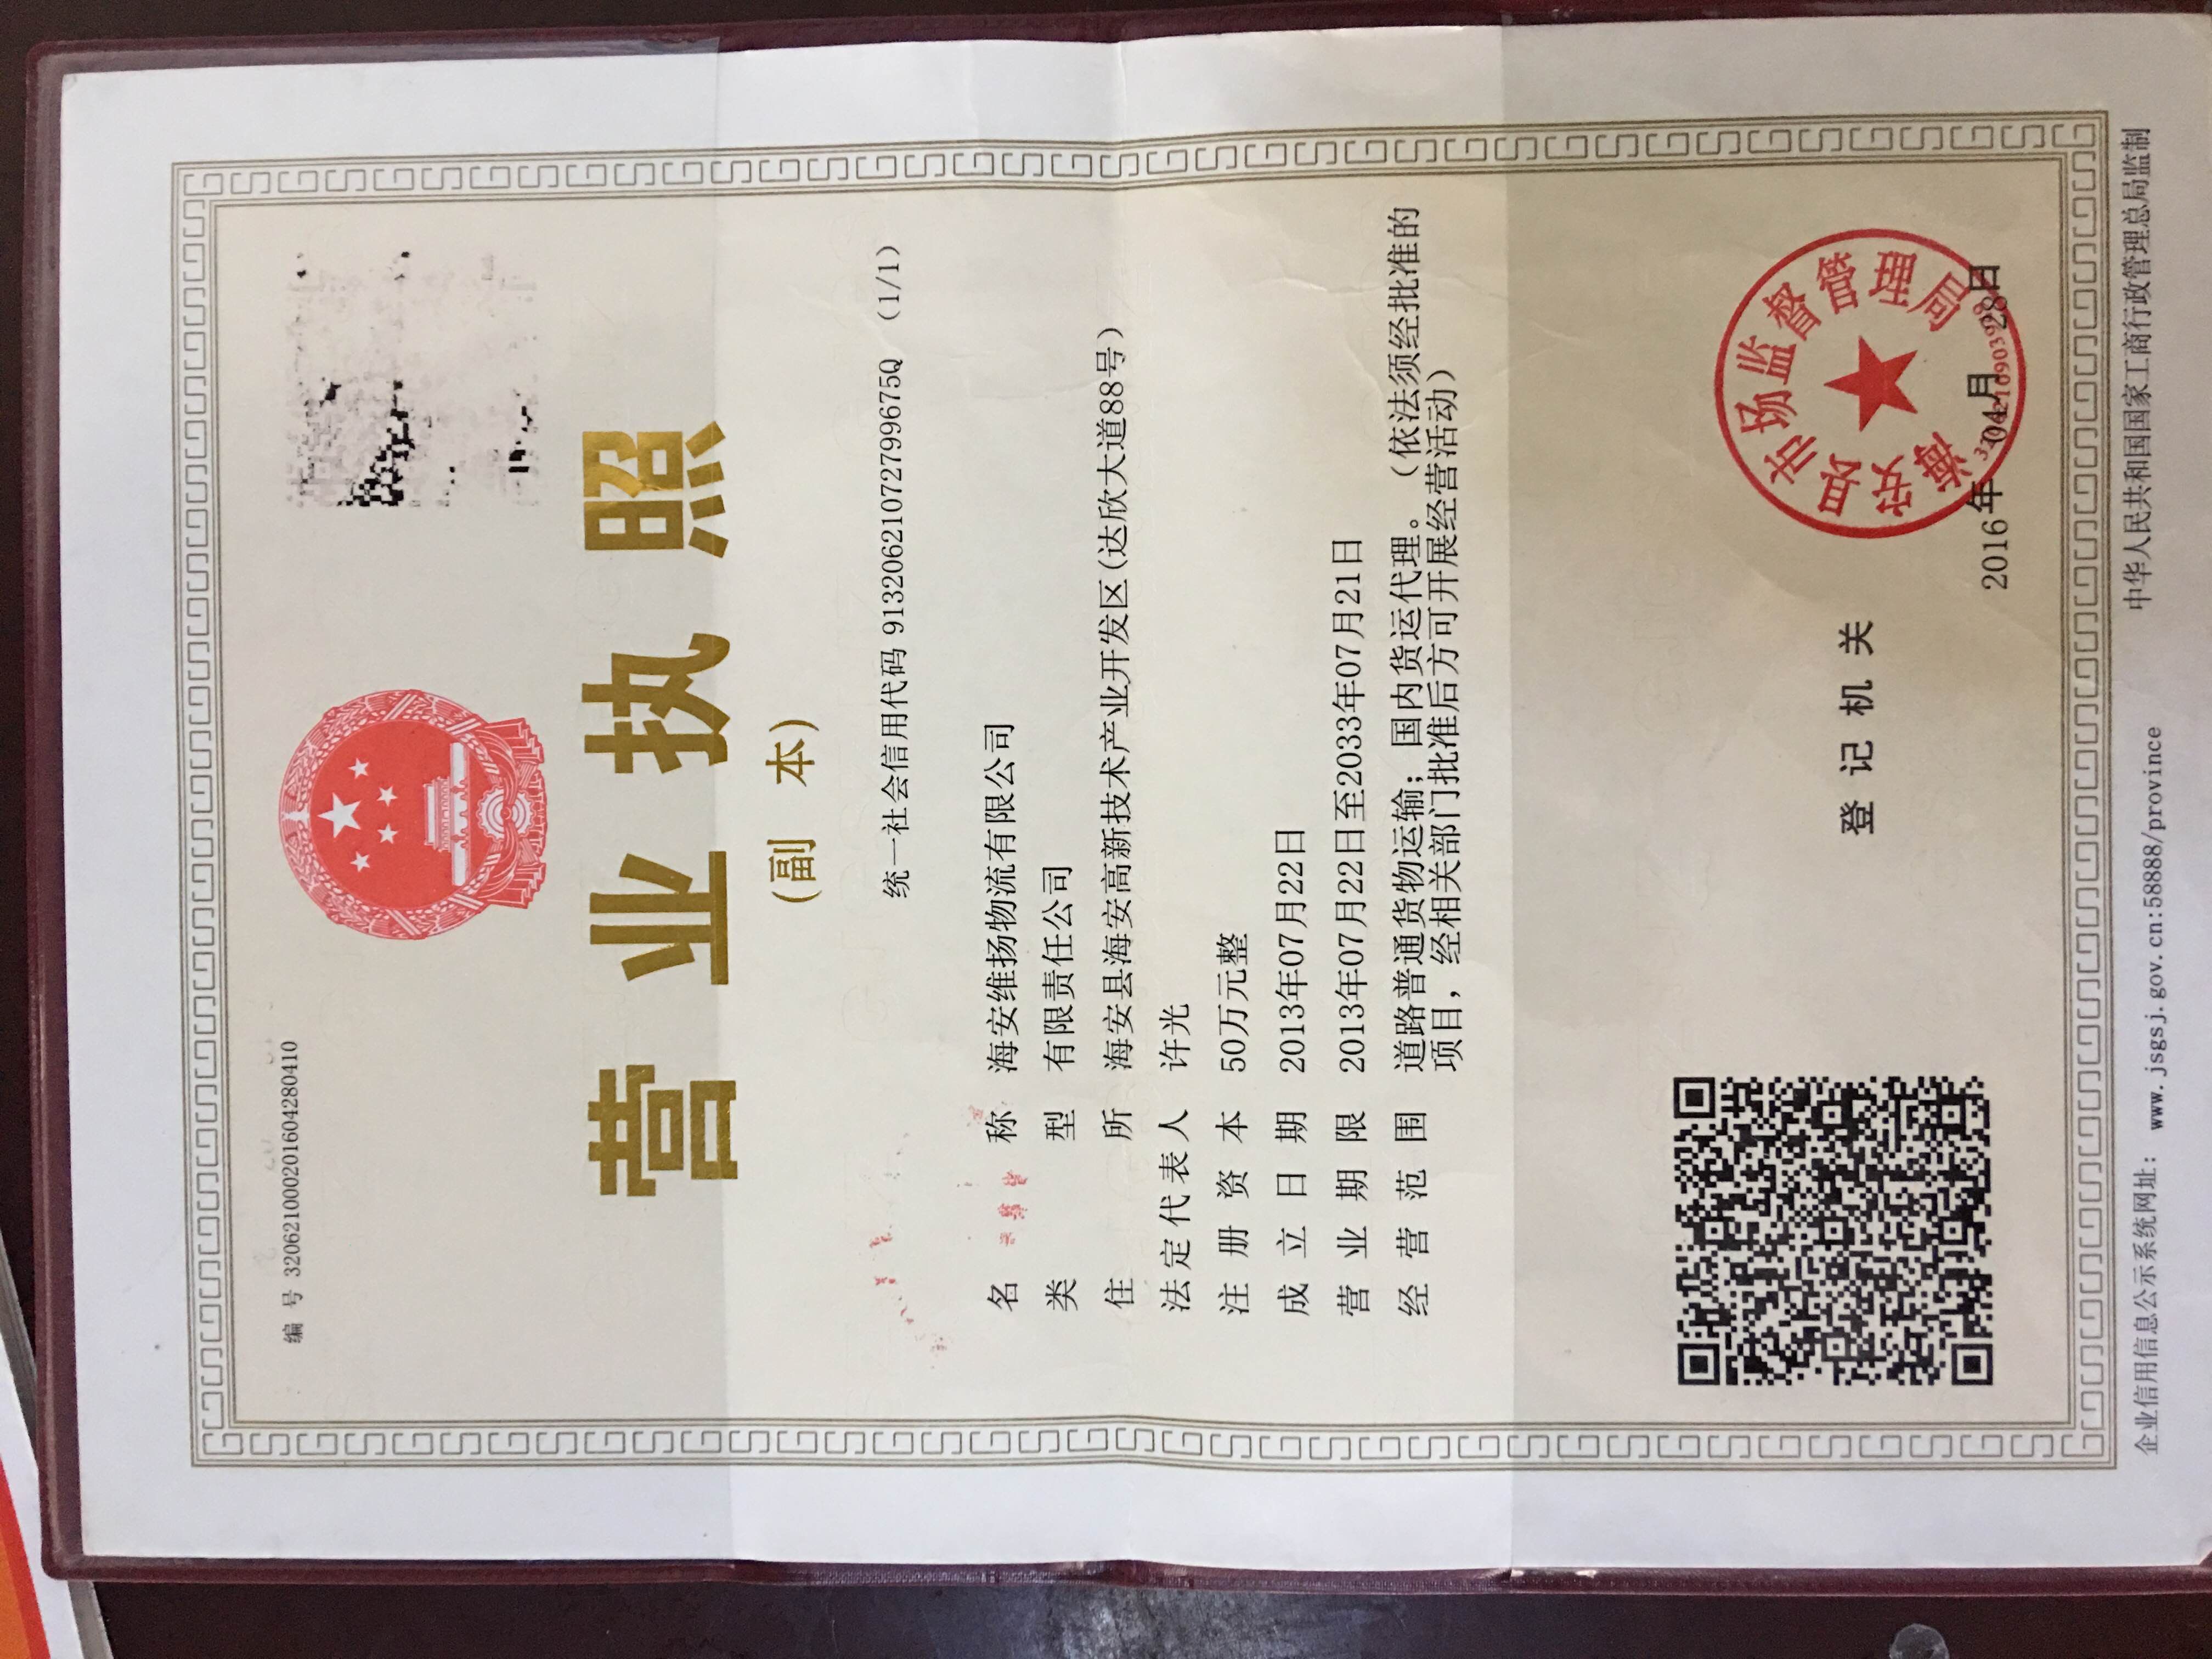 编 号 320621000201604280410
营业执照
(副 本)
统一社会信用代码 91320621072799675Q (1/1)
名 称 海安维扬物流有限公司
类 型 有限责任公司
住 所 海安县海安高新技术产业开发区(达欣大道88号)
法定代表人 许光
注 册 资 本 50万元整
成 立 日 期 2013年07月22日
营 业 期 限 2013年07月22日至2033年07月21日
经 营 范 围 道路普通货物运输；国内货运代理。(依法须经批准的
项目，经相关部门批准后方可开展经营活动)
登 记 机 关
海安县市场监督管理局
2016年 04月 28日
企业信用信息公示系统网址： www.jsgsj.gov.cn:58888/province
中华人民共和国国家工商行政管理总局监制